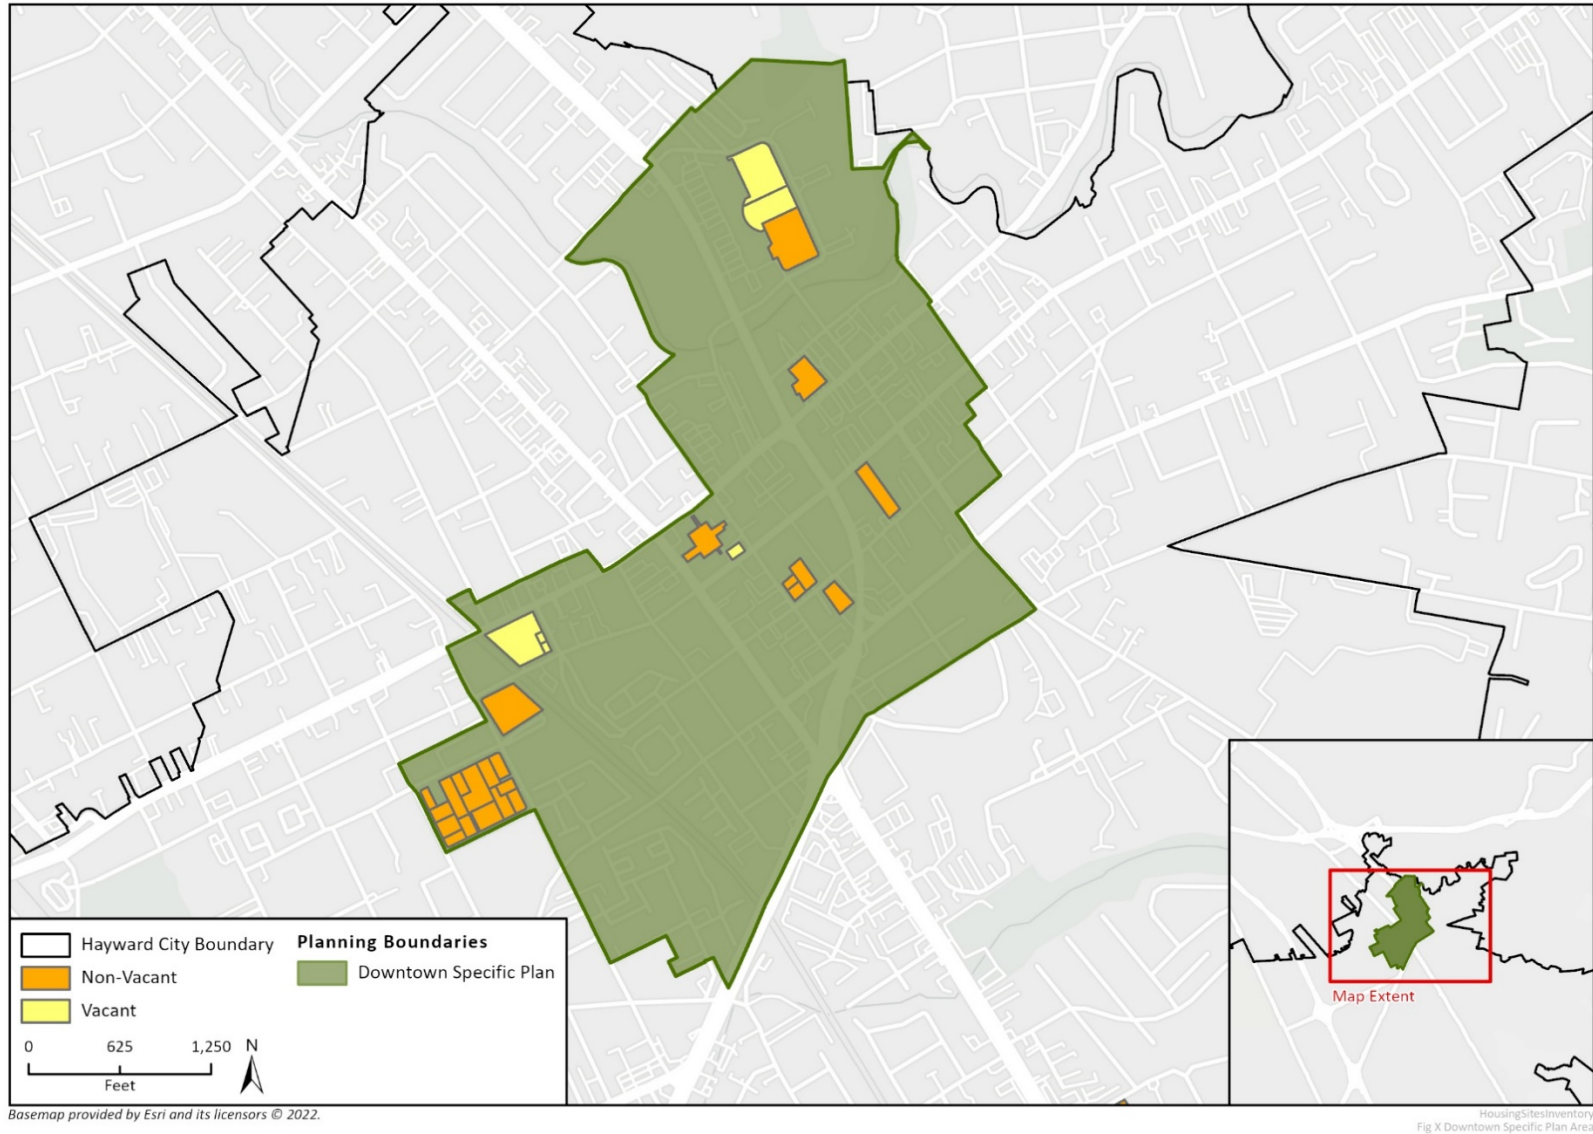 Hayward City Boundary
Non-Vacant
Vacant
Planning Boundaries
Downtown Specific Plan
0 625 1,250
Feet
N
Map Extent
Basemap provided by Esri and its licensors © 2022.
HousingSitesInventory
Fig X Downtown Specific Plan Area